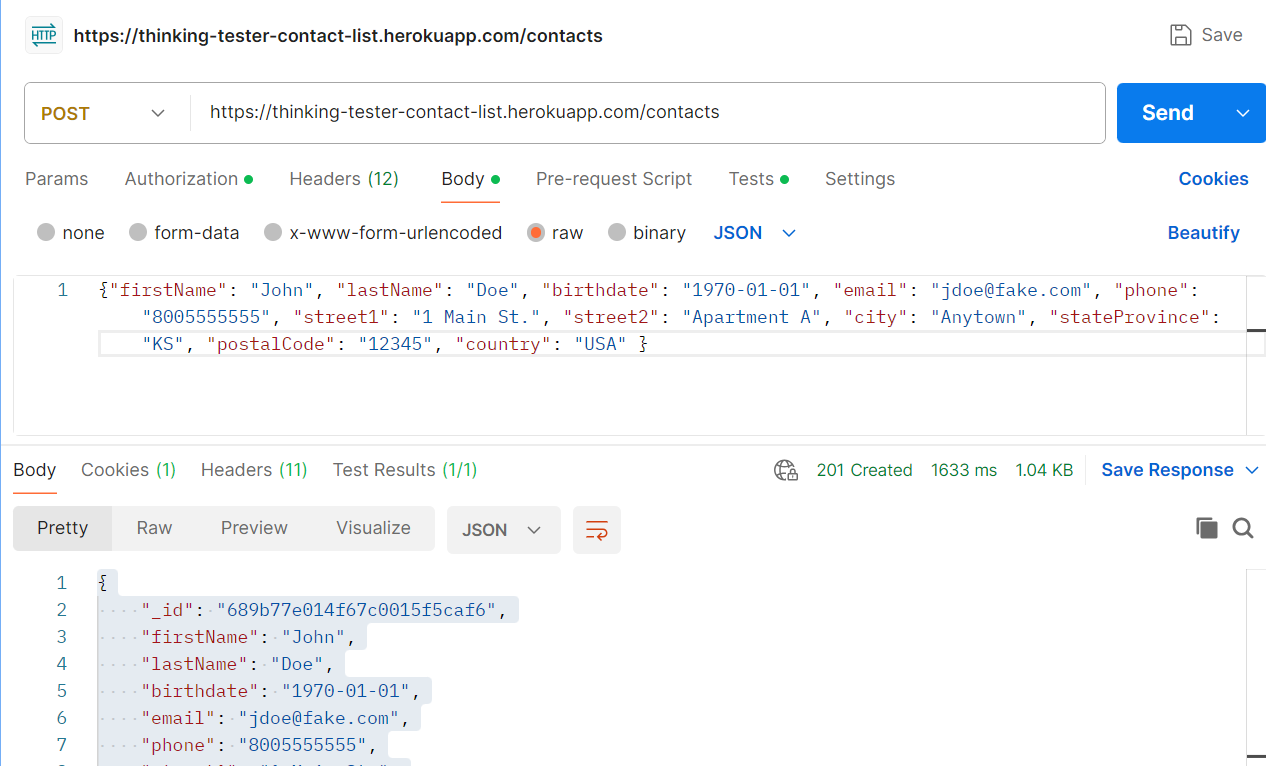 HTTP https://thinking-tester-contact-list.herokuapp.com/contacts Save
POST https://thinking-tester-contact-list.herokuapp.com/contacts Send
Params Authorization Headers (12) Body Pre-request Script Tests Settings Cookies
none form-data x-www-form-urlencoded raw binary JSON Beautify
1 {"firstName": "John", "lastName": "Doe", "birthdate": "1970-01-01", "email": "jdoe@fake.com", "phone":
"8005555555", "street1": "1 Main St.", "street2": "Apartment A", "city": "Anytown", "stateProvince":
"KS", "postalCode": "12345", "country": "USA" }
Body Cookies (1) Headers (11) Test Results (1/1) 201 Created 1633 ms 1.04 KB Save Response
Pretty Raw Preview Visualize JSON
1 {
2 "_id": "689b77e014f67c0015f5caf6",
3 "firstName": "John",
4 "lastName": "Doe",
5 "birthdate": "1970-01-01",
6 "email": "jdoe@fake.com",
7 "phone": "8005555555",